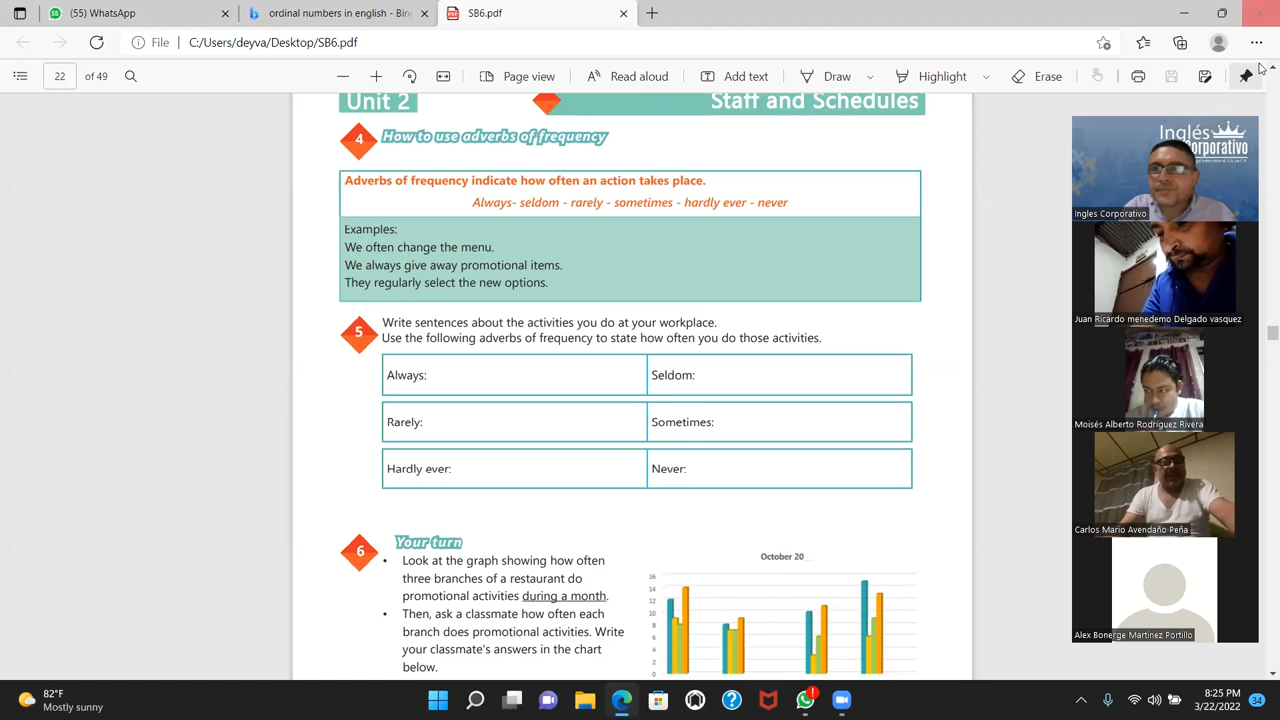 (55) WhatsApp
ordinal numbers in english - Bin
SB6.pdf
File
C:/Users/deyva/Desktop/SB6.pdf
22
of 49
Page view
Read aloud
Add text
Draw
Highlight
Erase
Unit 2
Staff and Schedules
4
How to use adverbs of frequency
Adverbs of frequency indicate how often an action takes place.
Always- seldom - rarely - sometimes - hardly ever - never
Examples:
We often change the menu.
We always give away promotional items.
They regularly select the new options.
5
Write sentences about the activities you do at your workplace.
Use the following adverbs of frequency to state how often you do those activities.
Always:
Seldom:
Rarely:
Sometimes:
Hardly ever:
Never:
6
Your turn
• Look at the graph showing how often
three branches of a restaurant do
promotional activities during a month.
• Then, ask a classmate how often each
branch does promotional activities. Write
your classmate's answers in the chart
below.
October 20__
16
14
12
10
8
6
4
2
0
Inglés
Corporativo
Ingles Corporativo
Juan Ricardo menedemo Delgado vasquez
Moisés Alberto Rodríguez Rivera
Carlos Mario Avendaño Peña
Alex Bonerge Martinez Portillo
82°F
Mostly sunny
8:25 PM
3/22/2022
34